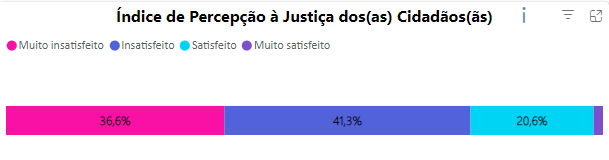 Índice de Percepção à Justiça dos(as) Cidadãos(ãs)
Muito insatisfeito Insatisfeito Satisfeito Muito satisfeito
36,6% 41,3% 20,6%